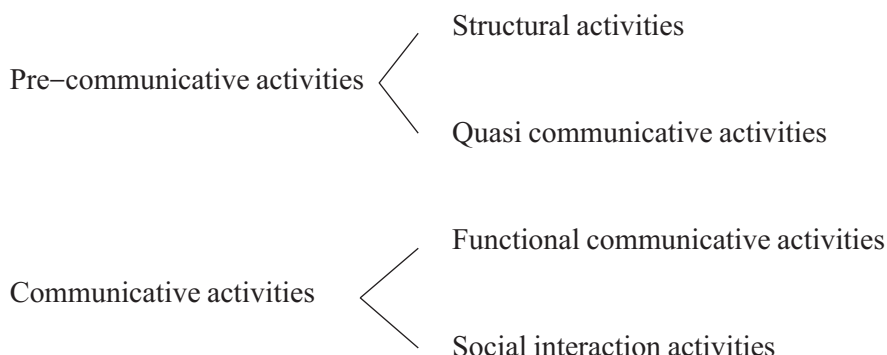 Structural activities
Pre−communicative activities
Quasi communicative activities
Functional communicative activities
Communicative activities
Social interaction activities